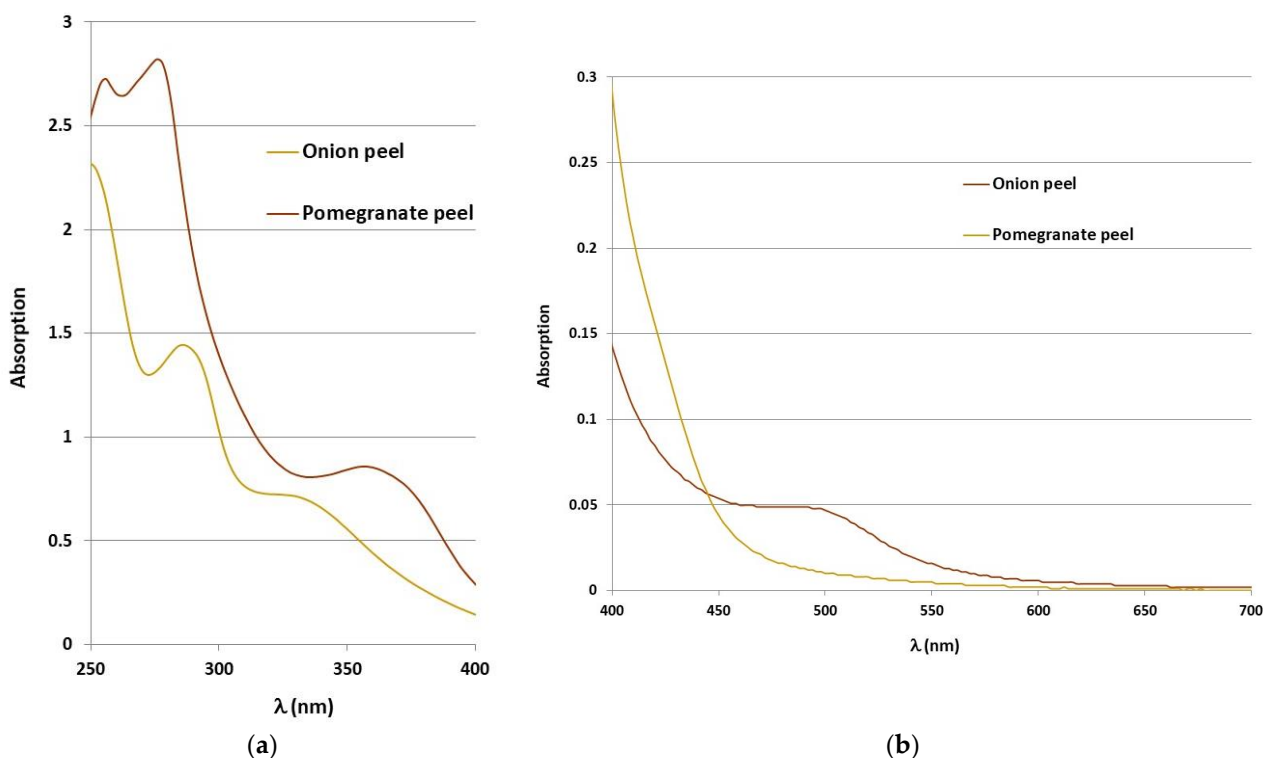 3
2.5
2
1.5
1
0.5
0
250
300
350
400
Absorption
λ (nm)
Onion peel
Pomegranate peel
(a)
0.3
0.25
0.2
0.15
0.1
0.05
0
400
450
500
550
600
650
700
Absorption
λ (nm)
Onion peel
Pomegranate peel
(b)